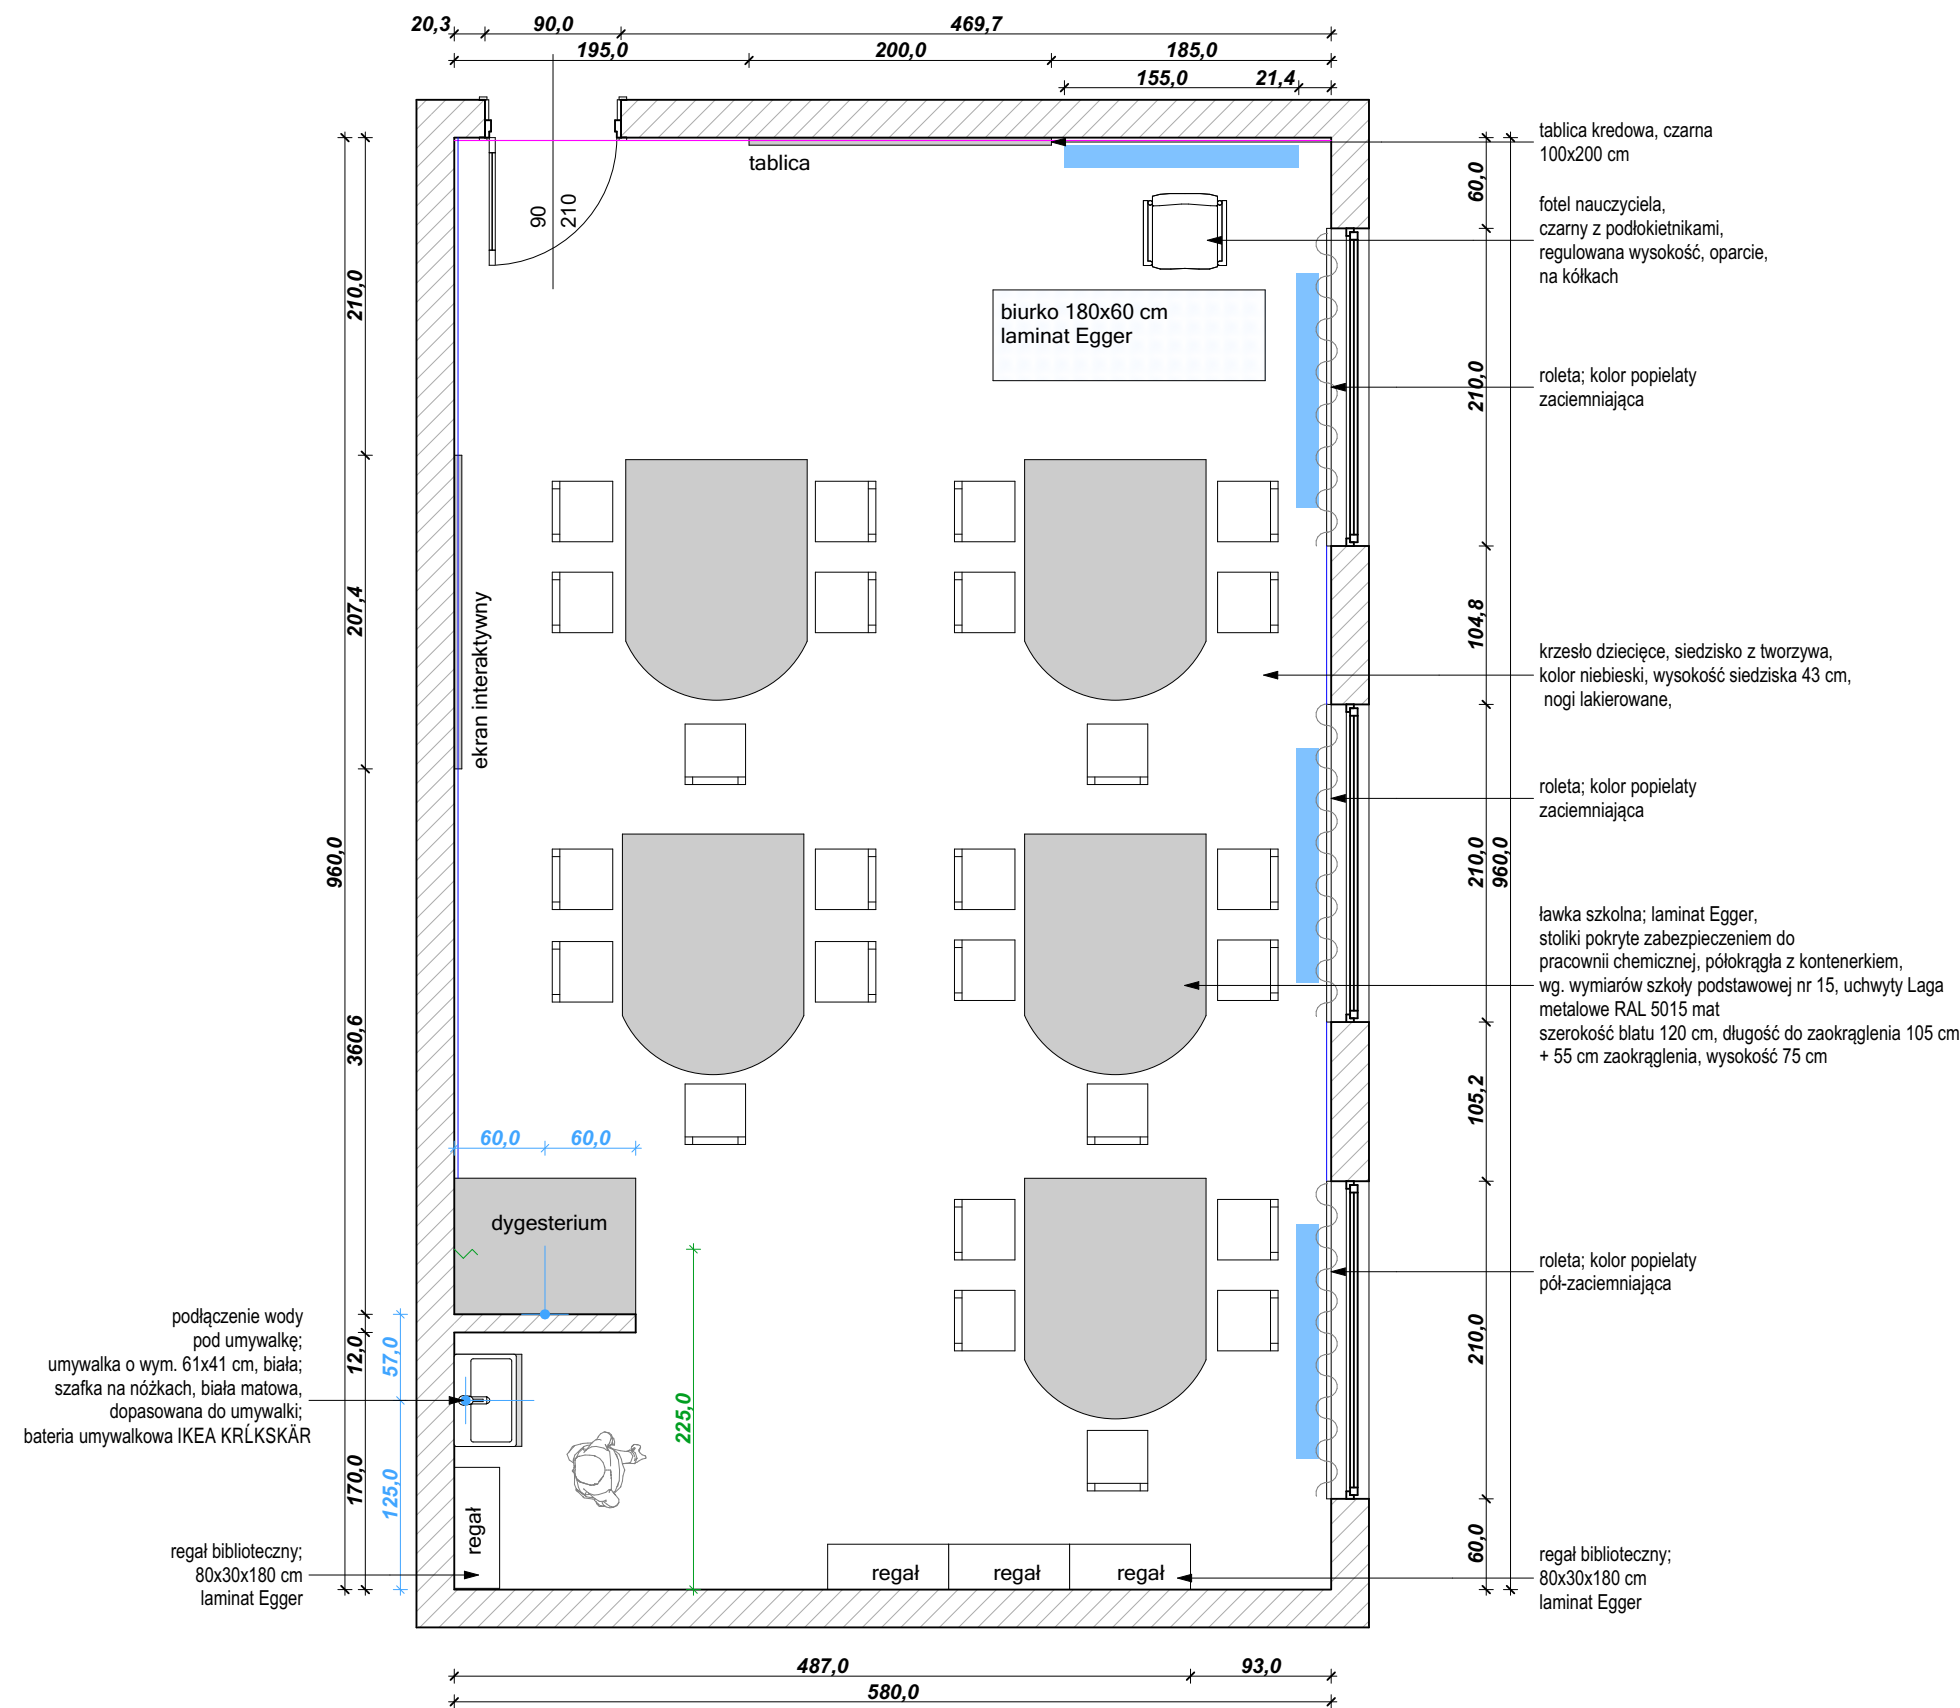 20,3
90,0
469,7
195,0
200,0
185,0
155,0
21,4
tablica
90
210
biurko 180x60 cm
laminat Egger
ekran interaktywny
dygesterium
regał
regał
regał
regał
960,0
210,0
207,4
360,6
12,0
170,0
57,0
125,0
60,0
60,0
225,0
60,0
210,0
104,8
210,0
960,0
105,2
210,0
60,0
487,0
93,0
580,0
tablica kredowa, czarna
100x200 cm
fotel nauczyciela,
czarny z podłokietnikami,
regulowana wysokość, oparcie,
na kółkach
roleta; kolor popielaty
zaciemniająca
krzesło dziecięce, siedzisko z tworzywa,
kolor niebieski, wysokość siedziska 43 cm,
nogi lakierowane,
roleta; kolor popielaty
zaciemniająca
ławka szkolna; laminat Egger,
stoliki pokryte zabezpieczeniem do
pracownii chemicznej, półokrągła z kontenerkiem,
wg. wymiarów szkoły podstawowej nr 15, uchwyty Laga
metalowe RAL 5015 mat
szerokość blatu 120 cm, długość do zaokrąglenia 105 cm
+ 55 cm zaokrąglenia, wysokość 75 cm
roleta; kolor popielaty
pół-zaciemniająca
regał biblioteczny;
80x30x180 cm
laminat Egger
podłączenie wody
pod umywalkę;
umywalka o wym. 61x41 cm, biała;
szafka na nóżkach, biała matowa,
dopasowana do umywalki;
bateria umywalkowa IKEA KRĹKSKÄR
regał biblioteczny;
80x30x180 cm
laminat Egger